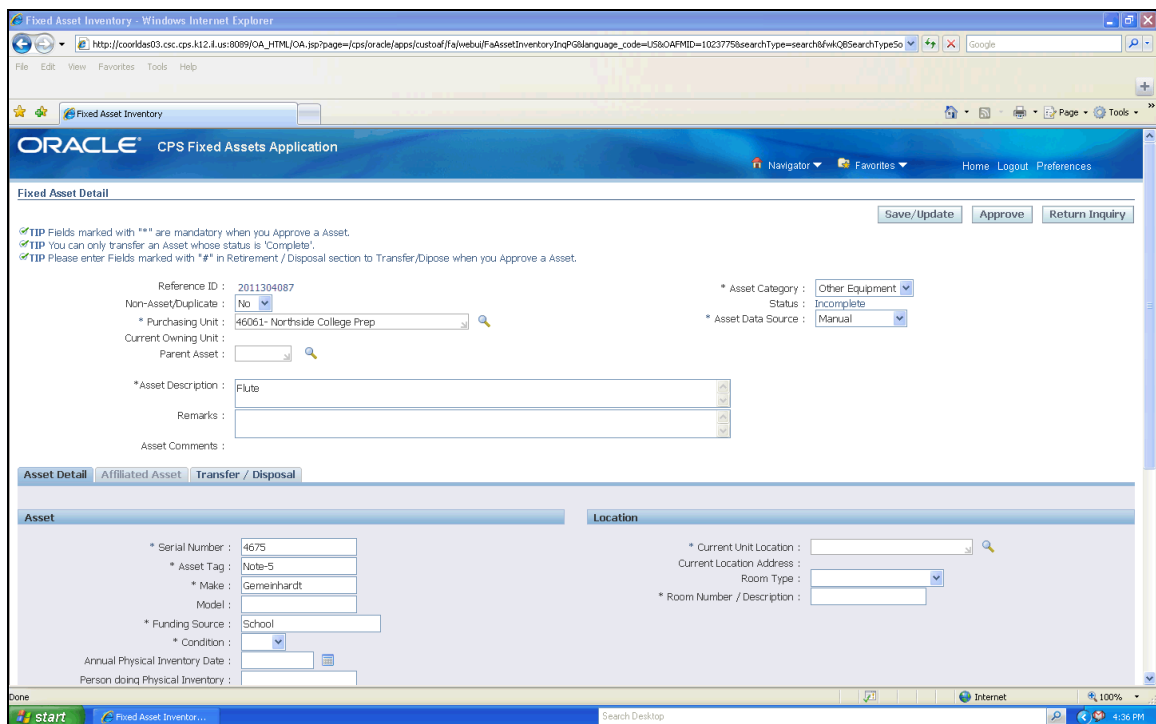 Fixed Asset Inventory - Windows Internet Explorer
http://coorldas03.csc.cps.k12.il.us:8089/OA_HTML/OA.jsp?page=/cps/oracle/apps/custoaf/fa/webui/FaAssetInventoryInqPG&language_code=US&OAFMID=1023775&searchType=search&fwkQBSearchTypeSo Google
File Edit View Favorites Tools Help
Fixed Asset Inventory Page Tools
ORACLE CPS Fixed Assets Application
Navigator Favorites Home Logout Preferences
Fixed Asset Detail
Save/Update Approve Return Inquiry
TIP Fields marked with "*" are mandatory when you Approve a Asset.
TIP You can only transfer an Asset whose status is 'Complete'.
TIP Please enter Fields marked with "#" in Retirement / Disposal section to Transfer/Dipose when you Approve a Asset.
Reference ID : 2011304087 * Asset Category : Other Equipment
Non-Asset/Duplicate : No Status : Incomplete
* Purchasing Unit : 46061- Northside College Prep * Asset Data Source : Manual
Current Owning Unit :
Parent Asset :
*Asset Description : Flute
Remarks :
Asset Comments :
Asset Detail Affiliated Asset Transfer / Disposal
Asset Location
* Serial Number : 4675 * Current Unit Location :
* Asset Tag : Note-5 Current Location Address :
* Make : Gemeinhardt Room Type :
Model : * Room Number / Description :
* Funding Source : School
* Condition :
Annual Physical Inventory Date :
Person doing Physical Inventory :
Done Internet 100%
start Fixed Asset Inventor... Search Desktop 4:36 PM